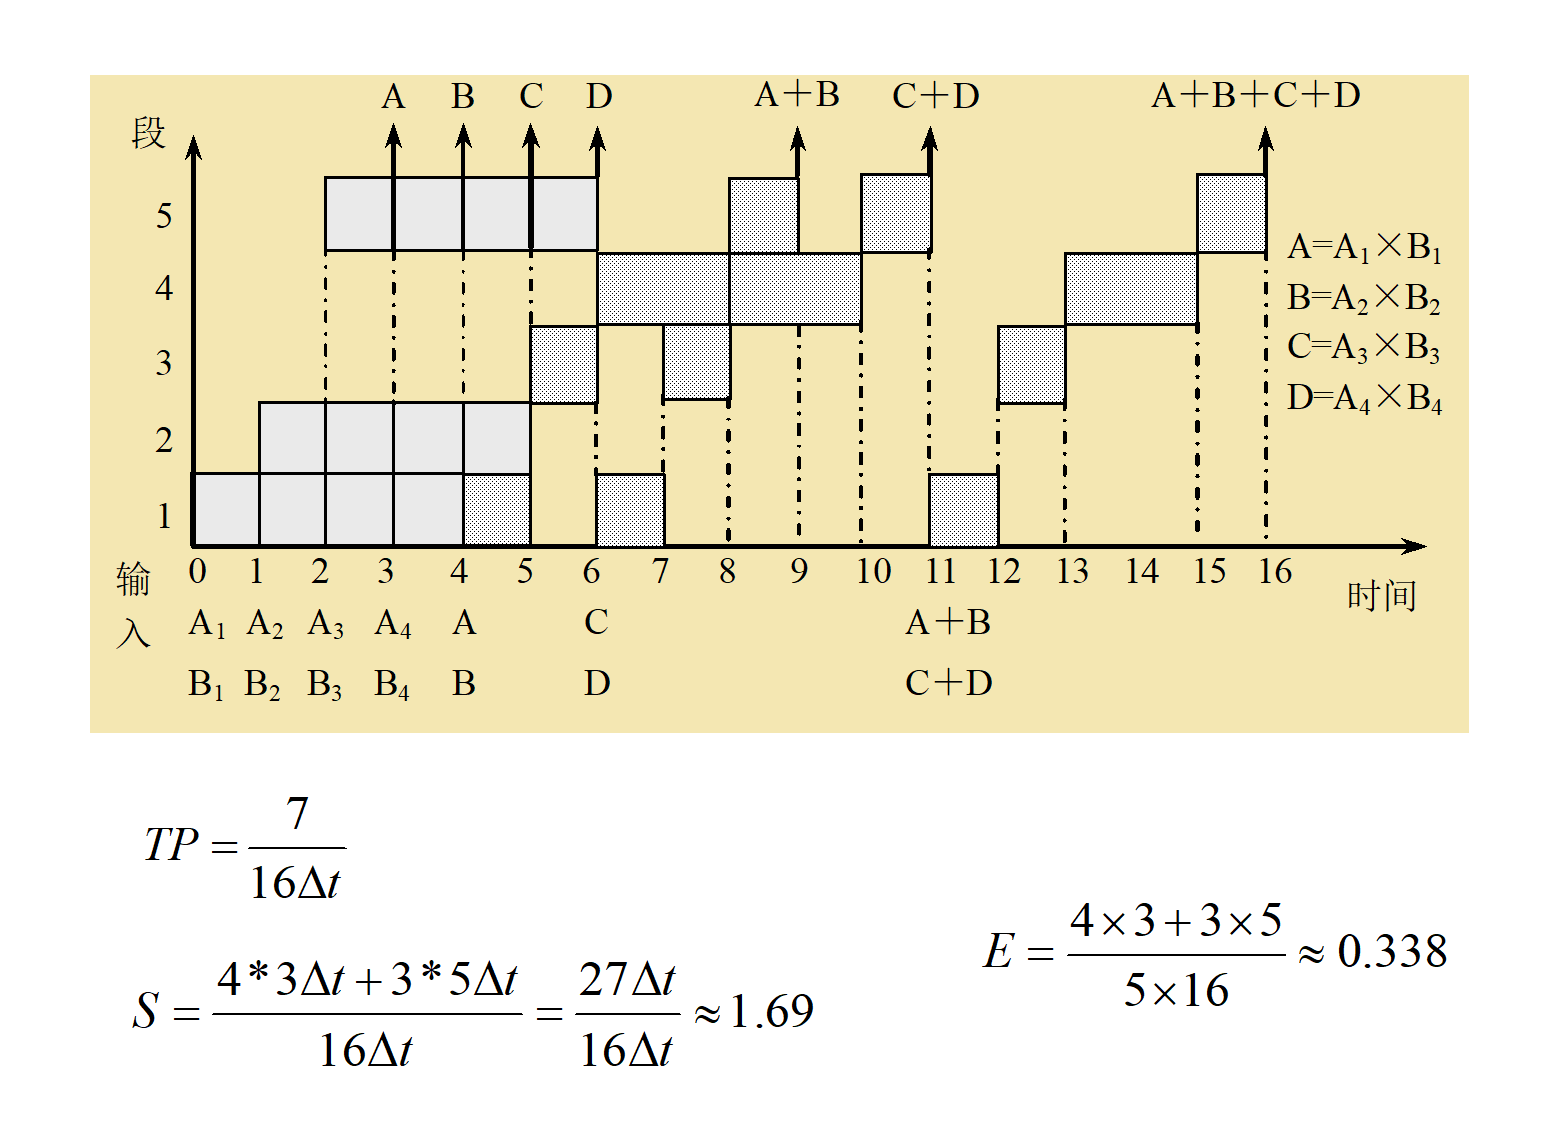 A B C D A+B C+D A+B+C+D
段
5
4
3
2
1
A=A₁×B₁
B=A₂×B₂
C=A₃×B₃
D=A₄×B₄
0 1 2 3 4 5 6 7 8 9 10 11 12 13 14 15 16
输入
时间
A₁ A₂ A₃ A₄ A C A+B
B₁ B₂ B₃ B₄ B D C+D
TP = 7/16Δt
S = (4*3Δt+3*5Δt)/16Δt = 27Δt/16Δt ≈ 1.69
E = (4×3+3×5)/(5×16) ≈ 0.338